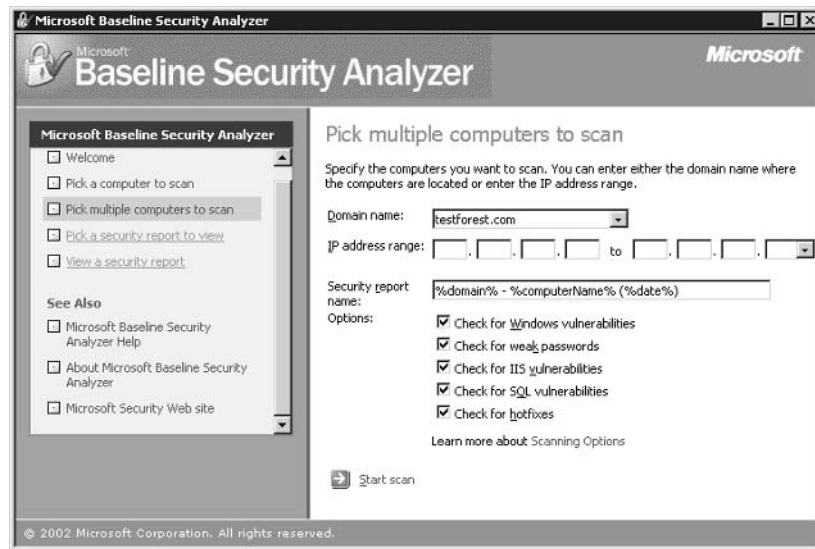 Microsoft Baseline Security Analyzer
Microsoft
Baseline Security Analyzer
Microsoft
Microsoft Baseline Security Analyzer
Welcome
Pick a computer to scan
Pick multiple computers to scan
Pick a security report to view
View a security report
See Also
Microsoft Baseline Security
Analyzer Help
About Microsoft Baseline Security
Analyzer
Microsoft Security Web site
Pick multiple computers to scan
Specify the computers you want to scan. You can enter either the domain name where
the computers are located or enter the IP address range.
Domain name: testforest.com
IP address range: . . . to . . .
Security report
name: %domain% - %computerName% (%date%)
Options:
Check for Windows vulnerabilities
Check for weak passwords
Check for IIS vulnerabilities
Check for SQL vulnerabilities
Check for hotfixes
Learn more about Scanning Options
Start scan
© 2002 Microsoft Corporation. All rights reserved.